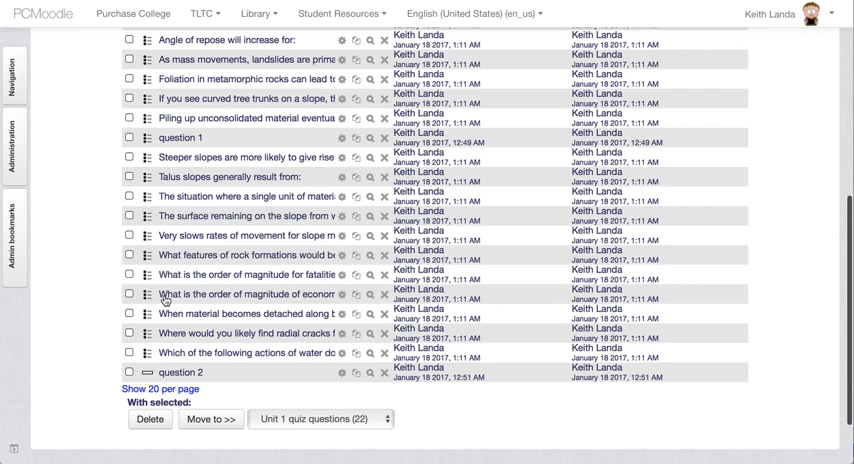 PCMoodle Purchase College TLTC Library Student Resources English (United States) (en_us) Keith Landa
Navigation
Administration
Admin bookmarks
Angle of repose will increase for: Keith Landa Keith Landa
January 18 2017, 1:11 AM January 18 2017, 1:11 AM
As mass movements, landslides are prima Keith Landa Keith Landa
January 18 2017, 1:11 AM January 18 2017, 1:11 AM
Foliation in metamorphic rocks can lead to Keith Landa Keith Landa
January 18 2017, 1:11 AM January 18 2017, 1:11 AM
If you see curved tree trunks on a slope, Keith Landa Keith Landa
January 18 2017, 1:11 AM January 18 2017, 1:11 AM
Piling up unconsolidated material eventua Keith Landa Keith Landa
January 18 2017, 1:11 AM January 18 2017, 1:11 AM
question 1 Keith Landa Keith Landa
January 18 2017, 12:49 AM January 18 2017, 12:49 AM
Steeper slopes are more likely to give rise Keith Landa Keith Landa
January 18 2017, 1:11 AM January 18 2017, 1:11 AM
Talus slopes generally result from: Keith Landa Keith Landa
January 18 2017, 1:11 AM January 18 2017, 1:11 AM
The situation where a single unit of materi Keith Landa Keith Landa
January 18 2017, 1:11 AM January 18 2017, 1:11 AM
The surface remaining on the slope from w Keith Landa Keith Landa
January 18 2017, 1:11 AM January 18 2017, 1:11 AM
Very slows rates of movement for slope m Keith Landa Keith Landa
January 18 2017, 1:11 AM January 18 2017, 1:11 AM
What features of rock formations would be Keith Landa Keith Landa
January 18 2017, 1:11 AM January 18 2017, 1:11 AM
What is the order of magnitude for fatalitie Keith Landa Keith Landa
January 18 2017, 1:11 AM January 18 2017, 1:11 AM
What is the order of magnitude of econom Keith Landa Keith Landa
January 18 2017, 1:11 AM January 18 2017, 1:11 AM
When material becomes detached along b Keith Landa Keith Landa
January 18 2017, 1:11 AM January 18 2017, 1:11 AM
Where would you likely find radial cracks f Keith Landa Keith Landa
January 18 2017, 1:11 AM January 18 2017, 1:11 AM
Which of the following actions of water do Keith Landa Keith Landa
January 18 2017, 1:11 AM January 18 2017, 1:11 AM
question 2 Keith Landa Keith Landa
January 18 2017, 12:51 AM January 18 2017, 12:51 AM
Show 20 per page
With selected:
Delete Move to >> Unit 1 quiz questions (22)